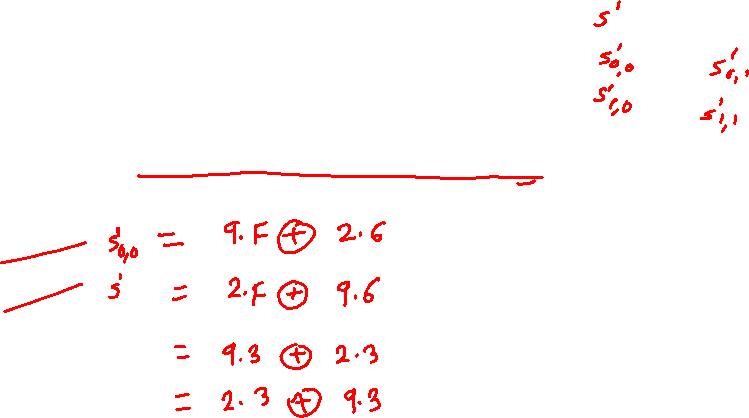 S'
S'0,0 S'0,1
S'1,0 S'1,1
S'0,0 = 9.F ⊕ 2.6
S' = 2.F ⊕ 9.6
= 9.3 ⊕ 2.3
= 2.3 ⊕ 9.3